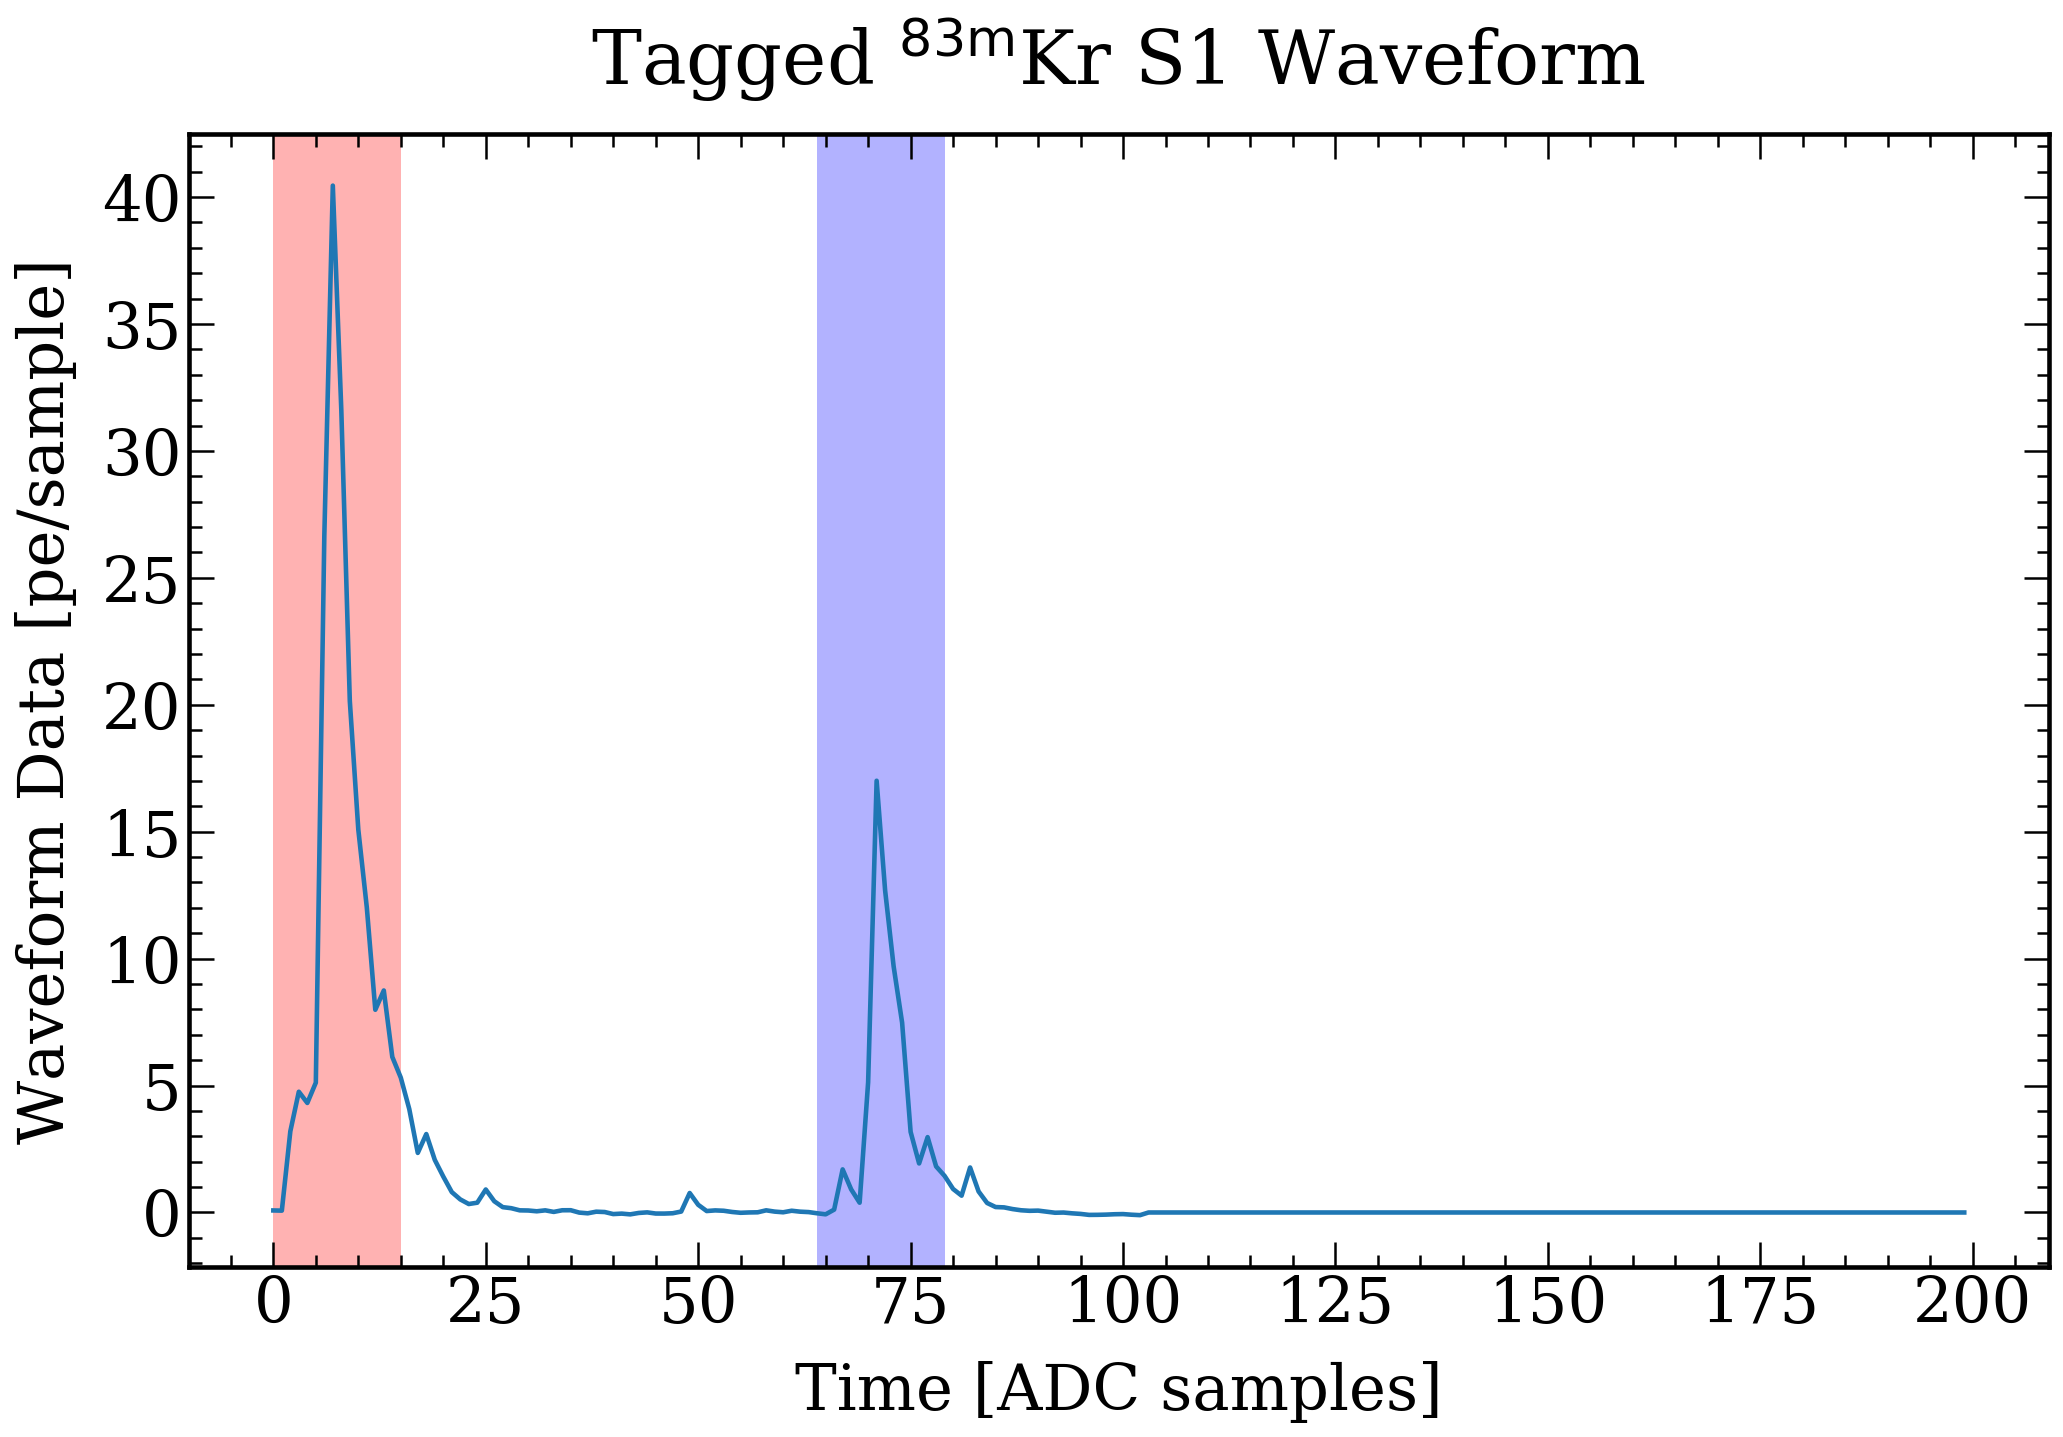 Tagged ⁸³ᵐKr S1 Waveform
Waveform Data [pe/sample]
40
35
30
25
20
15
10
5
0
0 25 50 75 100 125 150 175 200
Time [ADC samples]